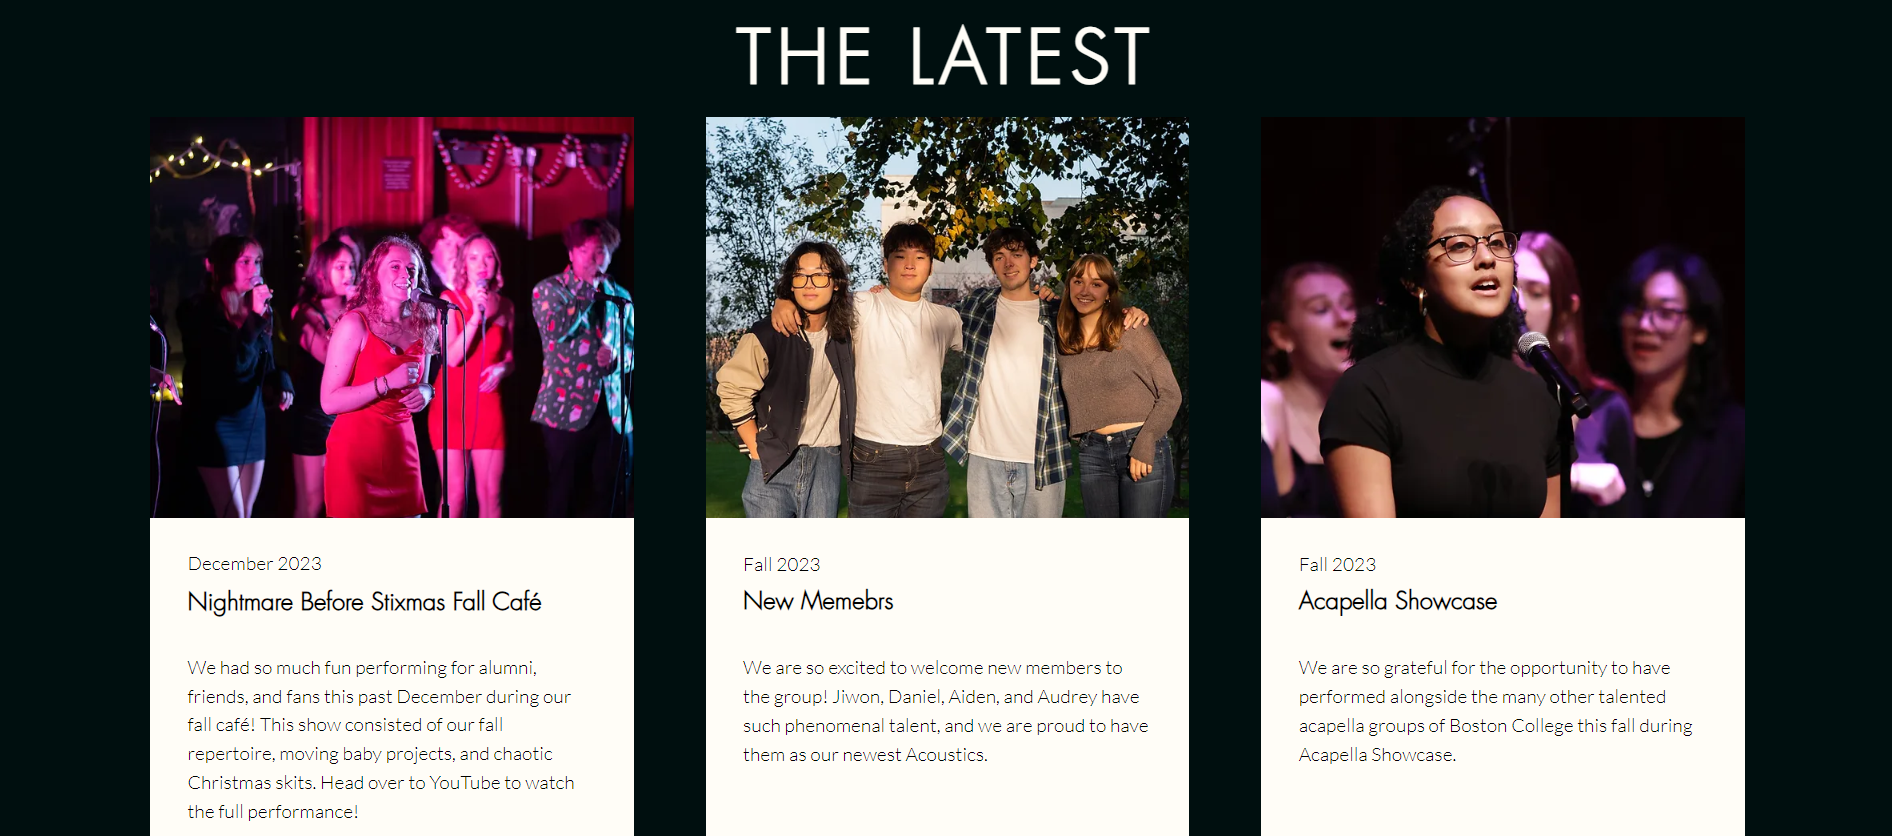 THE LATEST
December 2023
Nightmare Before Stixmas Fall Café
We had so much fun performing for alumni,
friends, and fans this past December during our
fall café! This show consisted of our fall
repertoire, moving baby projects, and chaotic
Christmas skits. Head over to YouTube to watch
the full performance!
Fall 2023
New Memebrs
We are so excited to welcome new members to
the group! Jiwon, Daniel, Aiden, and Audrey have
such phenomenal talent, and we are proud to have
them as our newest Acoustics.
Fall 2023
Acapella Showcase
We are so grateful for the opportunity to have
performed alongside the many other talented
acapella groups of Boston College this fall during
Acapella Showcase.